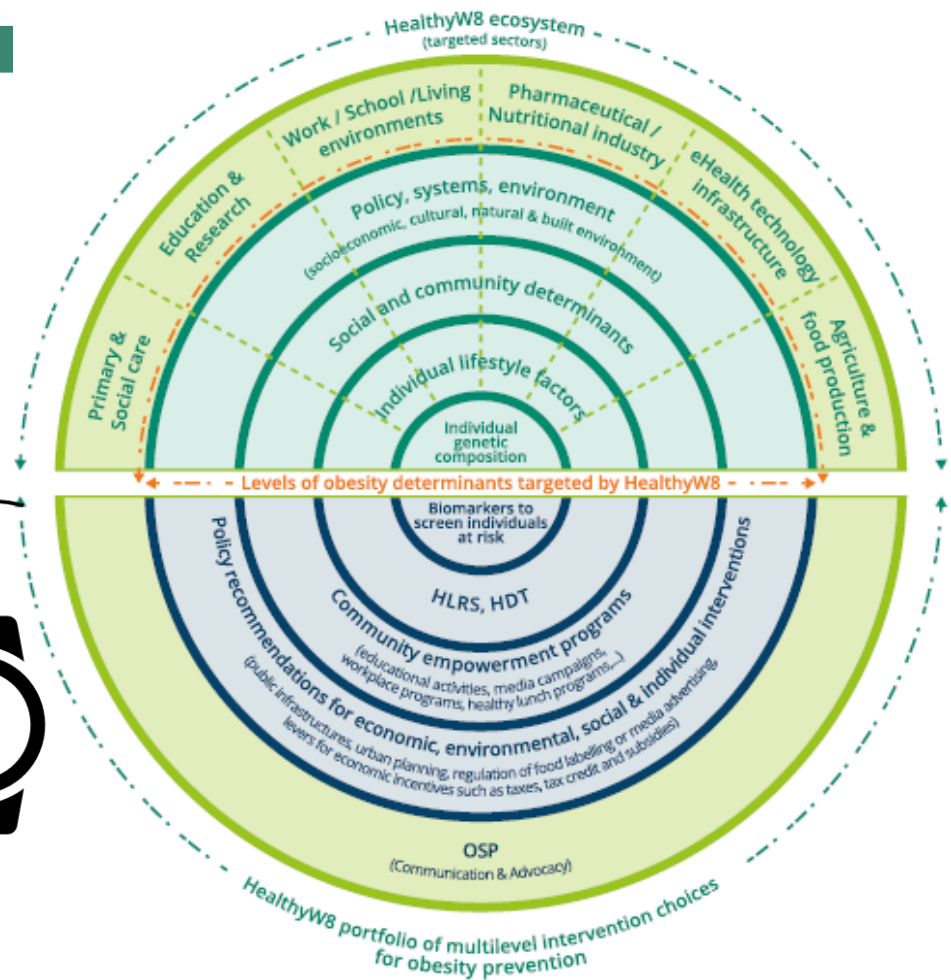 HealthyW8 ecosystem
(targeted sectors)
Primary &
Social care
Education &
Research
Work / School /Living
environments
Pharmaceutical /
Nutritional industry
eHealth technology
infrastructure
Agriculture &
food production
Policy, systems, environment
(socioeconomic, cultural, natural & built environment)
Social and community determinants
Individual lifestyle factors
Individual
genetic
composition
Levels of obesity determinants targeted by HealthyW8
Biomarkers to
screen individuals
at risk
HLRS, HDT
Community empowerment programs
(educational activities, media campaigns,
workplace programs, healthy lunch programs....)
Policy recommendations for economic, environmental, social & individual interventions
(public infrastructures, urban planning, regulation of food labelling or media advertising,
levers for economic incentives such as taxes, tax credit and subsidies)
OSP
(Communication & Advocacy)
HealthyW8 portfolio of multilevel intervention choices
for obesity prevention